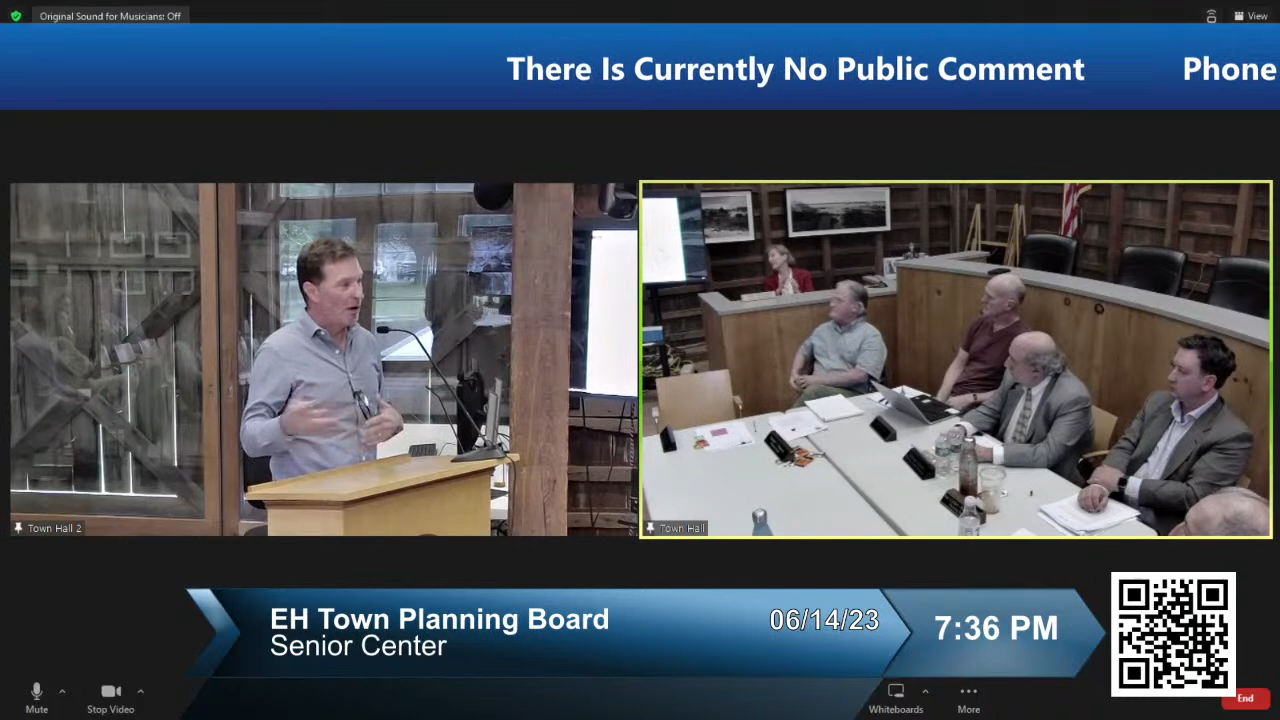 Original Sound for Musicians: Off
View
There Is Currently No Public Comment
Phone
Town Hall 2
Town Hall
EH Town Planning Board
06/14/23
7:36 PM
Senior Center
Mute
Stop Video
Whiteboards
More
End